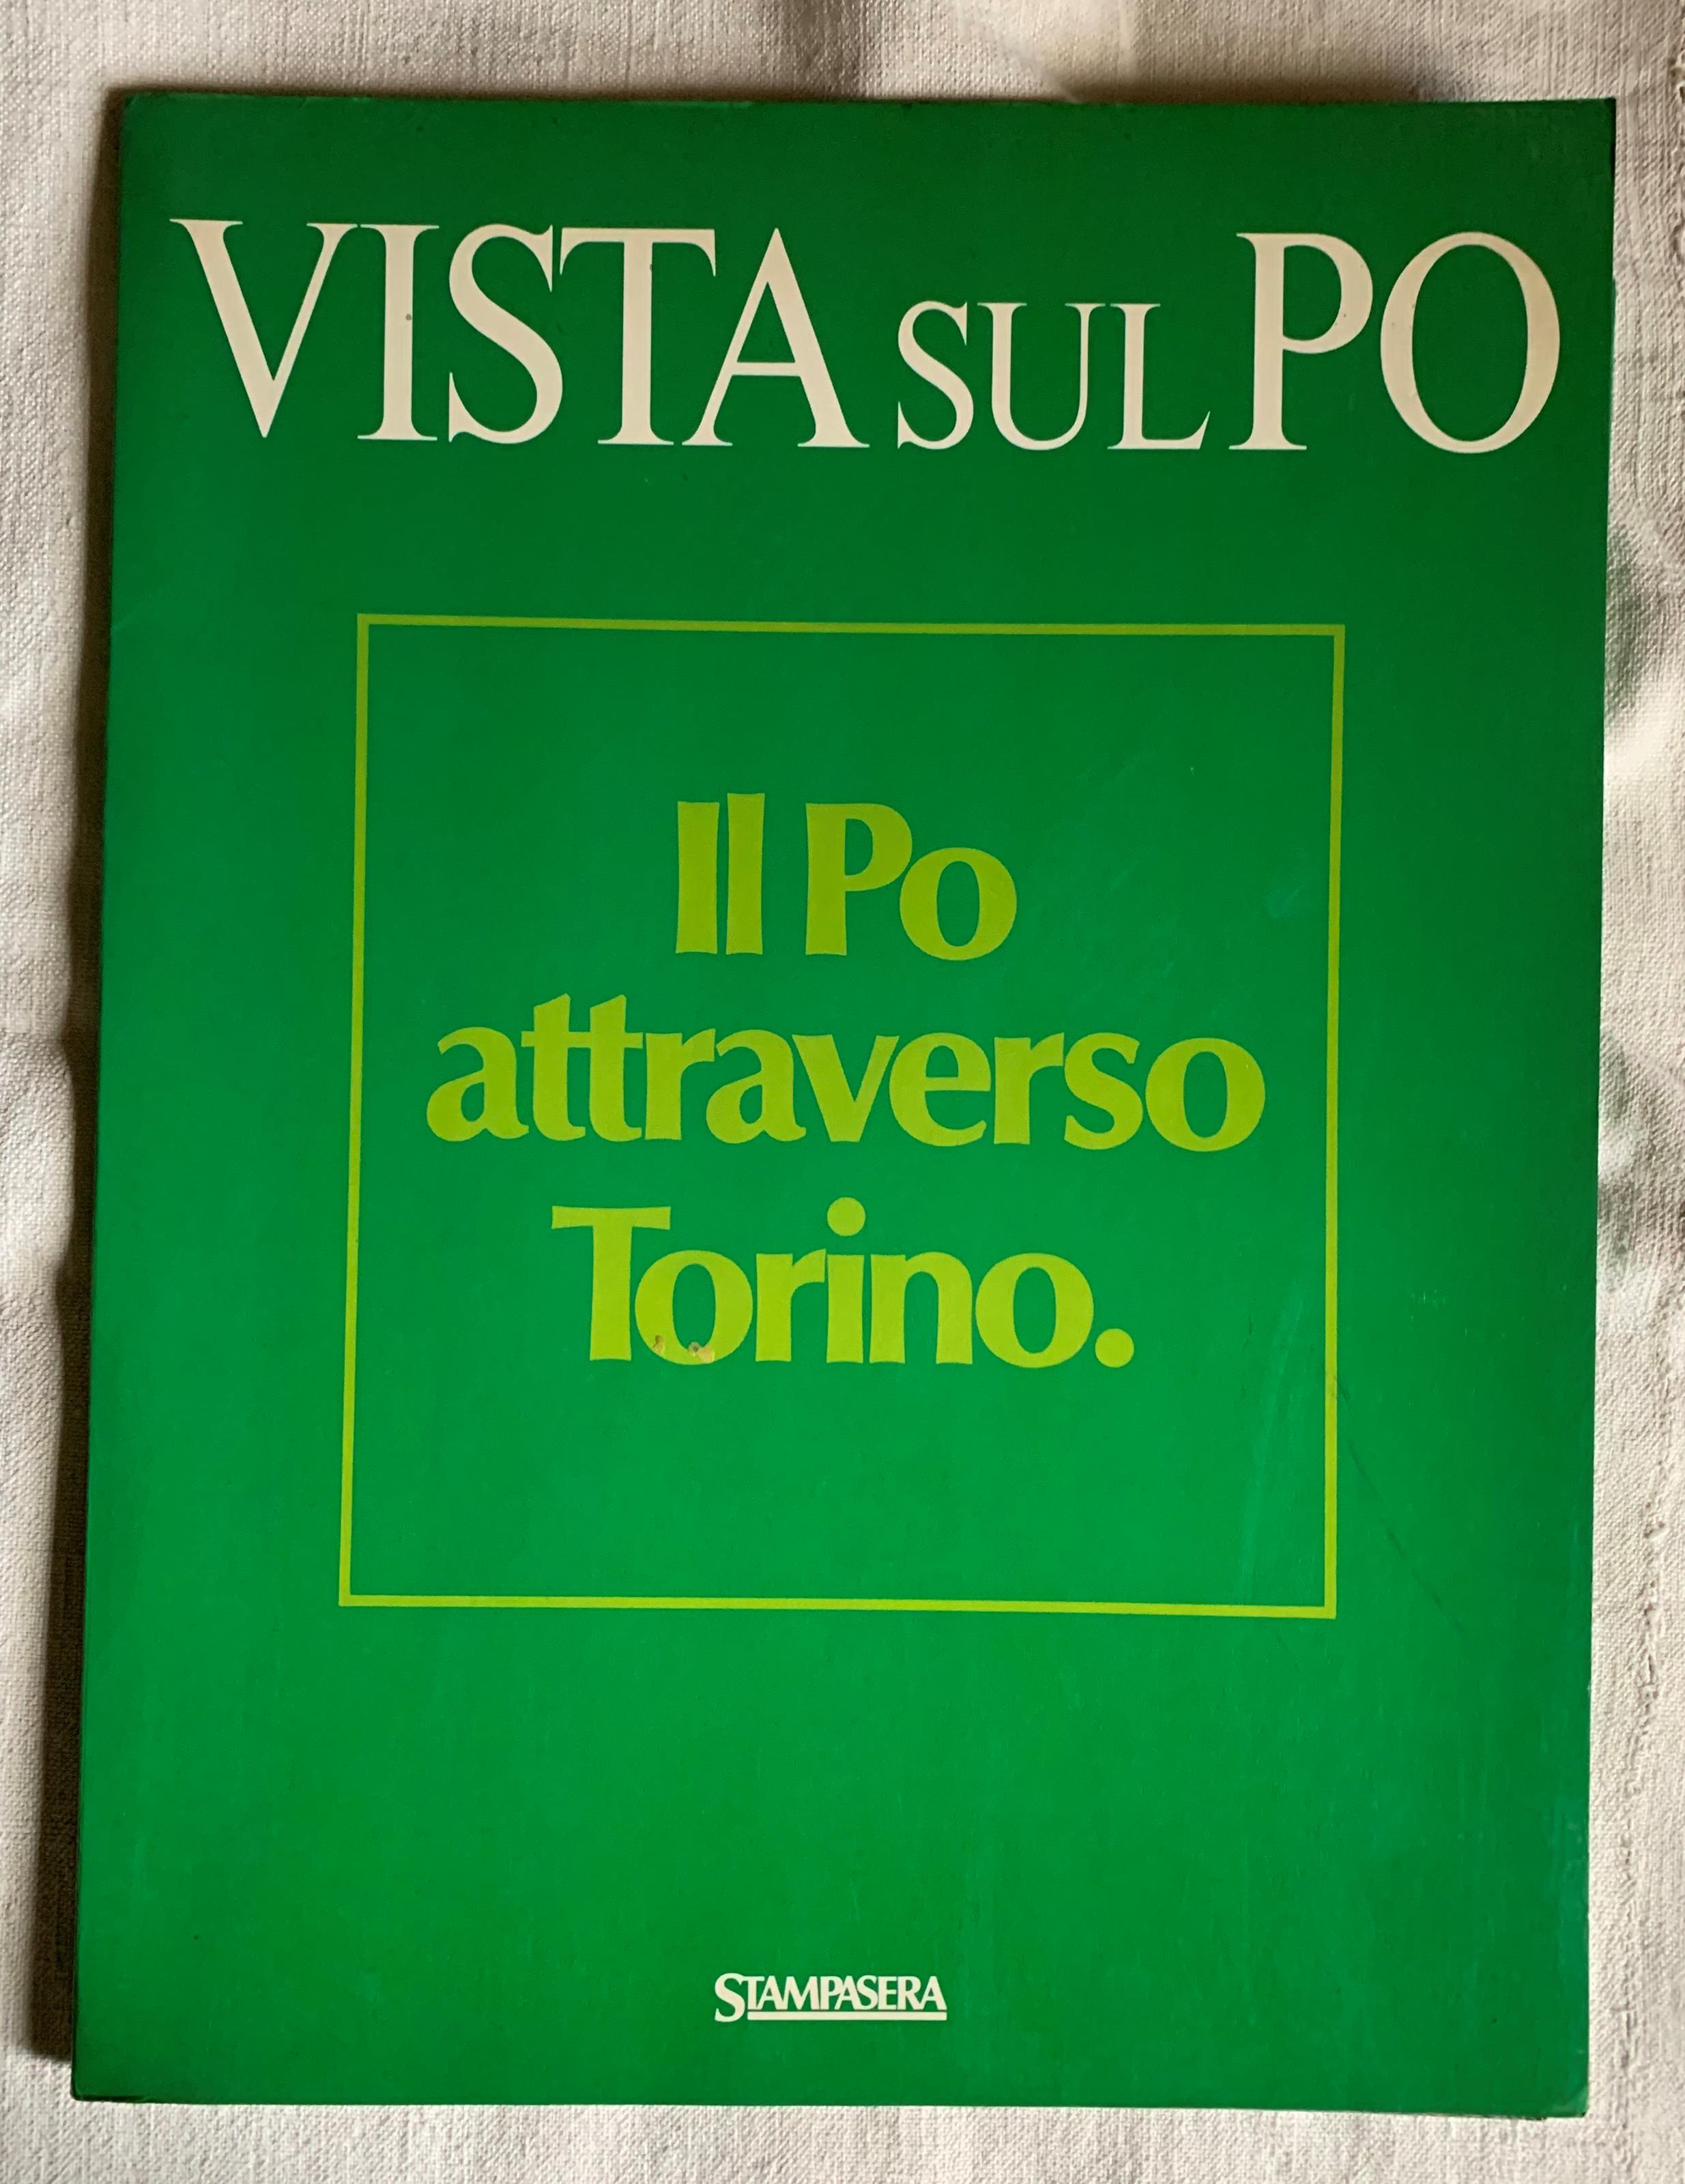 VISTA SUL PO
Il Po
attraverso
Torino.
STAMPASERA